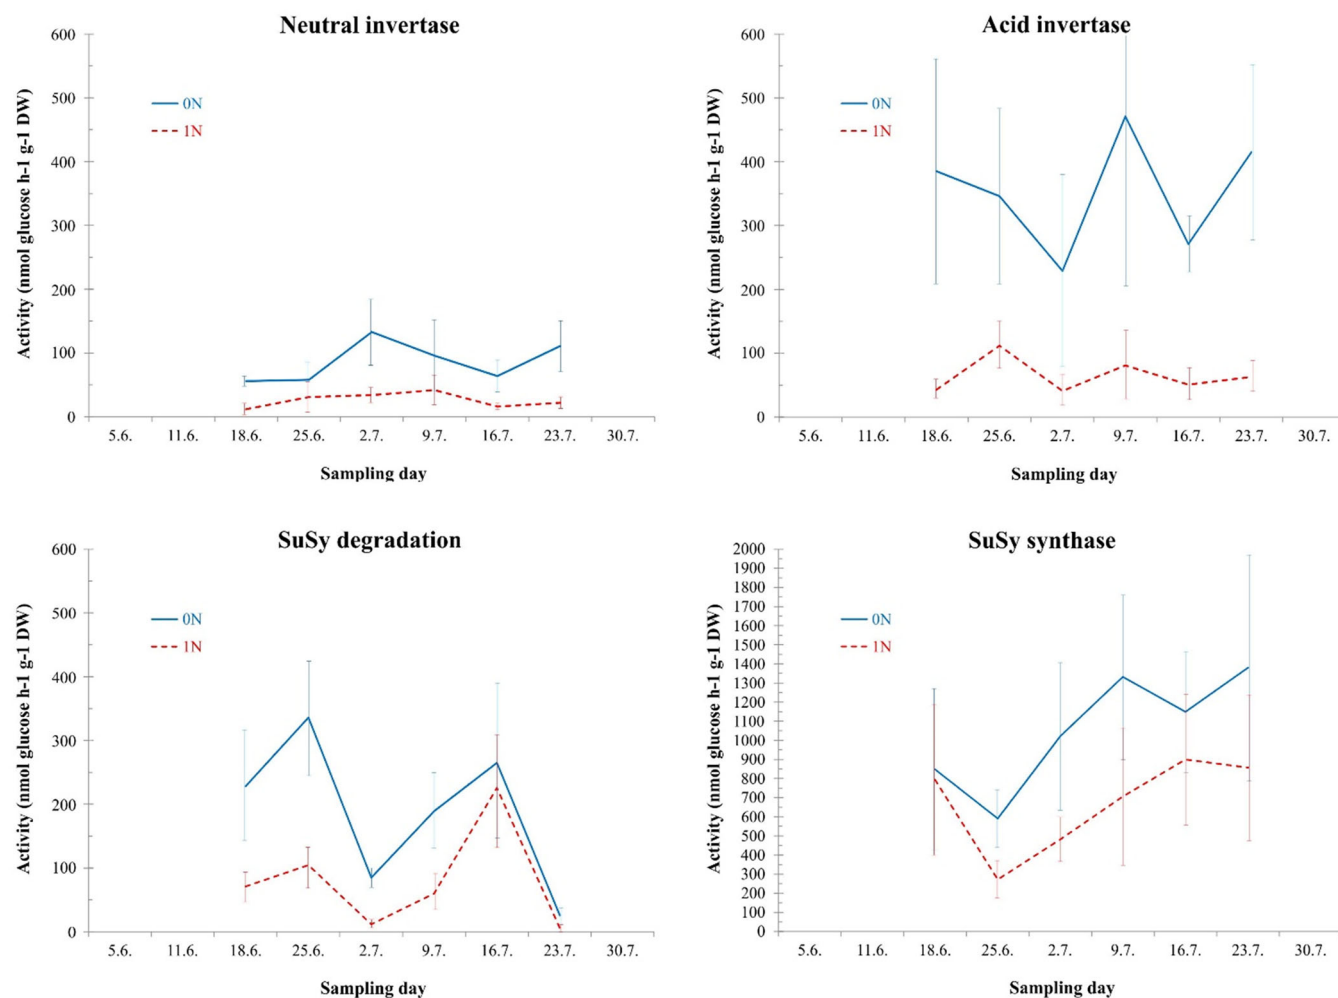 Neutral invertase
600
500
400
300
200
100
0
Activity (nmol glucose h-1 g-1 DW)
0N
1N
5.6. 11.6. 18.6. 25.6. 2.7. 9.7. 16.7. 23.7. 30.7.
Sampling day
Acid invertase
600
500
400
300
200
100
0
Activity (nmol glucose h-1 g-1 DW)
0N
1N
5.6. 11.6. 18.6. 25.6. 2.7. 9.7. 16.7. 23.7. 30.7.
Sampling day
SuSy degradation
600
500
400
300
200
100
0
Activity (nmol glucose h-1 g-1 DW)
0N
1N
5.6. 11.6. 18.6. 25.6. 2.7. 9.7. 16.7. 23.7. 30.7.
Sampling day
SuSy synthase
2000
1900
1800
1700
1600
1500
1400
1300
1200
1100
1000
900
800
700
600
500
400
300
200
100
0
Activity (nmol glucose h-1 g-1 DW)
0N
1N
5.6. 11.6. 18.6. 25.6. 2.7. 9.7. 16.7. 23.7. 30.7.
Sampling day